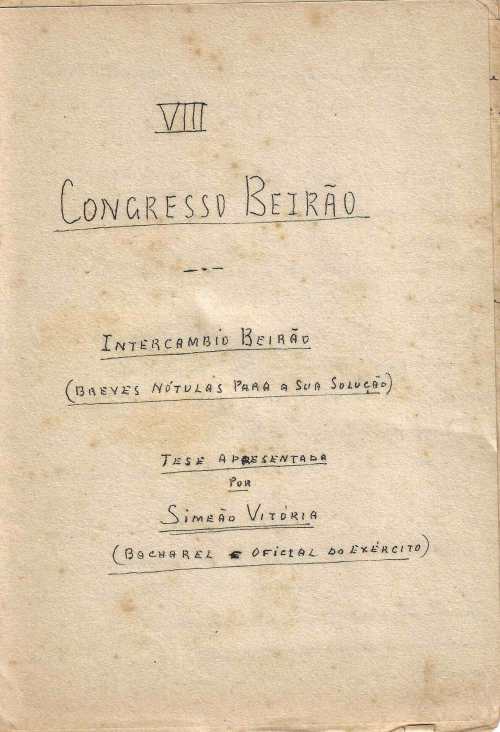 VIII
CONGRESSO BEIRÃO
INTERCAMBIO BEIRÃO
(BREVES NÓTULAS PARA A SUA SOLUÇÃO)
TESE APRESENTADA
POR
SIMEÃO VITÓRIA
(BACHAREL E OFICIAL DO EXÉRCITO)